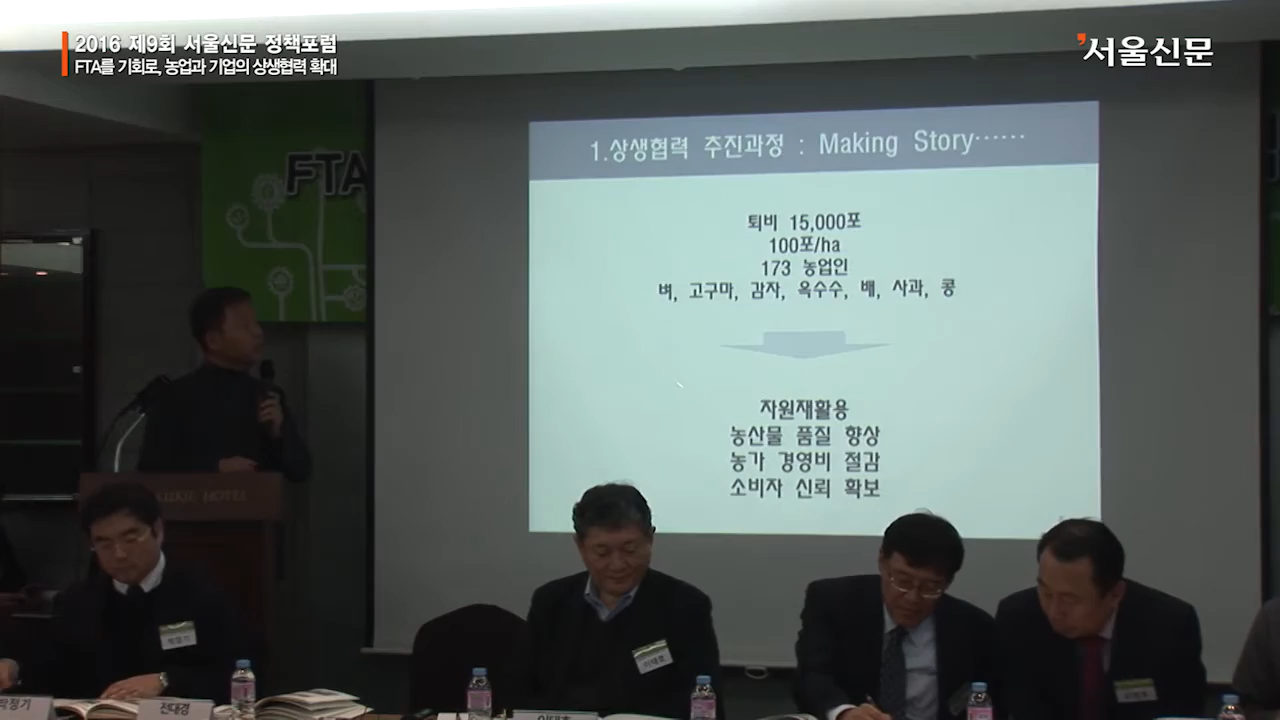 2016 제9회 서울신문 정책포럼
FTA를 기회로, 농업과 기업의 상생협력 확대
서울신문
FTA
1.상생협력 추진과정 : Making Story……
퇴비 15,000포
100포/ha
173 농업인
벼, 고구마, 감자, 옥수수, 배, 사과, 콩
자원재활용
농산물 품질 향상
농가 경영비 절감
소비자 신뢰 확보
HOTEL
전대경